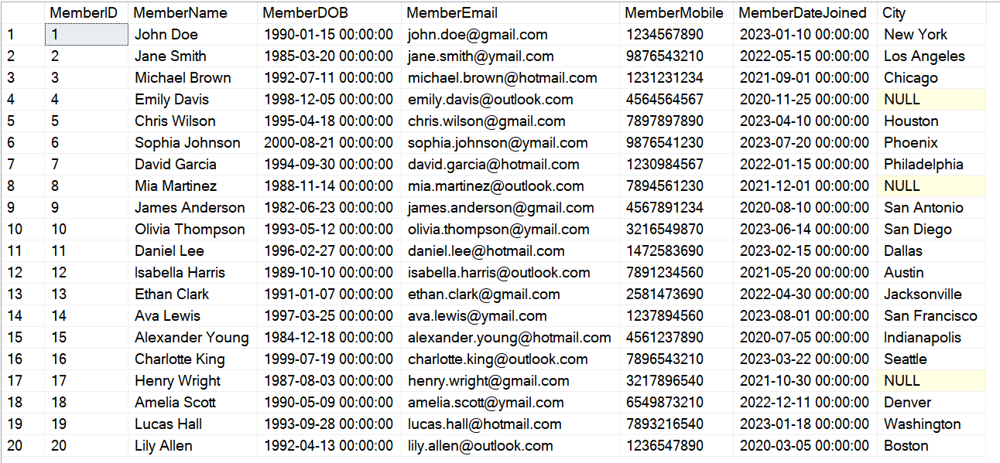 MemberID MemberName MemberDOB MemberEmail MemberMobile MemberDateJoined City
1 1 John Doe 1990-01-15 00:00:00 john.doe@gmail.com 1234567890 2023-01-10 00:00:00 New York
2 2 Jane Smith 1985-03-20 00:00:00 jane.smith@ymail.com 9876543210 2022-05-15 00:00:00 Los Angeles
3 3 Michael Brown 1992-07-11 00:00:00 michael.brown@hotmail.com 1231231234 2021-09-01 00:00:00 Chicago
4 4 Emily Davis 1998-12-05 00:00:00 emily.davis@outlook.com 4564564567 2020-11-25 00:00:00 NULL
5 5 Chris Wilson 1995-04-18 00:00:00 chris.wilson@gmail.com 7897897890 2023-04-10 00:00:00 Houston
6 6 Sophia Johnson 2000-08-21 00:00:00 sophia.johnson@ymail.com 9876541230 2023-07-20 00:00:00 Phoenix
7 7 David Garcia 1994-09-30 00:00:00 david.garcia@hotmail.com 1230984567 2022-01-15 00:00:00 Philadelphia
8 8 Mia Martinez 1988-11-14 00:00:00 mia.martinez@outlook.com 7894561230 2021-12-01 00:00:00 NULL
9 9 James Anderson 1982-06-23 00:00:00 james.anderson@gmail.com 4567891234 2020-08-10 00:00:00 San Antonio
10 10 Olivia Thompson 1993-05-12 00:00:00 olivia.thompson@ymail.com 3216549870 2023-06-14 00:00:00 San Diego
11 11 Daniel Lee 1996-02-27 00:00:00 daniel.lee@hotmail.com 1472583690 2023-02-15 00:00:00 Dallas
12 12 Isabella Harris 1989-10-10 00:00:00 isabella.harris@outlook.com 7891234560 2021-05-20 00:00:00 Austin
13 13 Ethan Clark 1991-01-07 00:00:00 ethan.clark@gmail.com 2581473690 2022-04-30 00:00:00 Jacksonville
14 14 Ava Lewis 1997-03-25 00:00:00 ava.lewis@ymail.com 1237894560 2023-08-01 00:00:00 San Francisco
15 15 Alexander Young 1984-12-18 00:00:00 alexander.young@hotmail.com 4561237890 2020-07-05 00:00:00 Indianapolis
16 16 Charlotte King 1999-07-19 00:00:00 charlotte.king@outlook.com 7896543210 2023-03-22 00:00:00 Seattle
17 17 Henry Wright 1987-08-03 00:00:00 henry.wright@gmail.com 3217896540 2021-10-30 00:00:00 NULL
18 18 Amelia Scott 1990-05-09 00:00:00 amelia.scott@ymail.com 6549873210 2022-12-11 00:00:00 Denver
19 19 Lucas Hall 1993-09-28 00:00:00 lucas.hall@hotmail.com 7893216540 2023-01-18 00:00:00 Washington
20 20 Lily Allen 1992-04-13 00:00:00 lily.allen@outlook.com 1236547890 2020-03-05 00:00:00 Boston